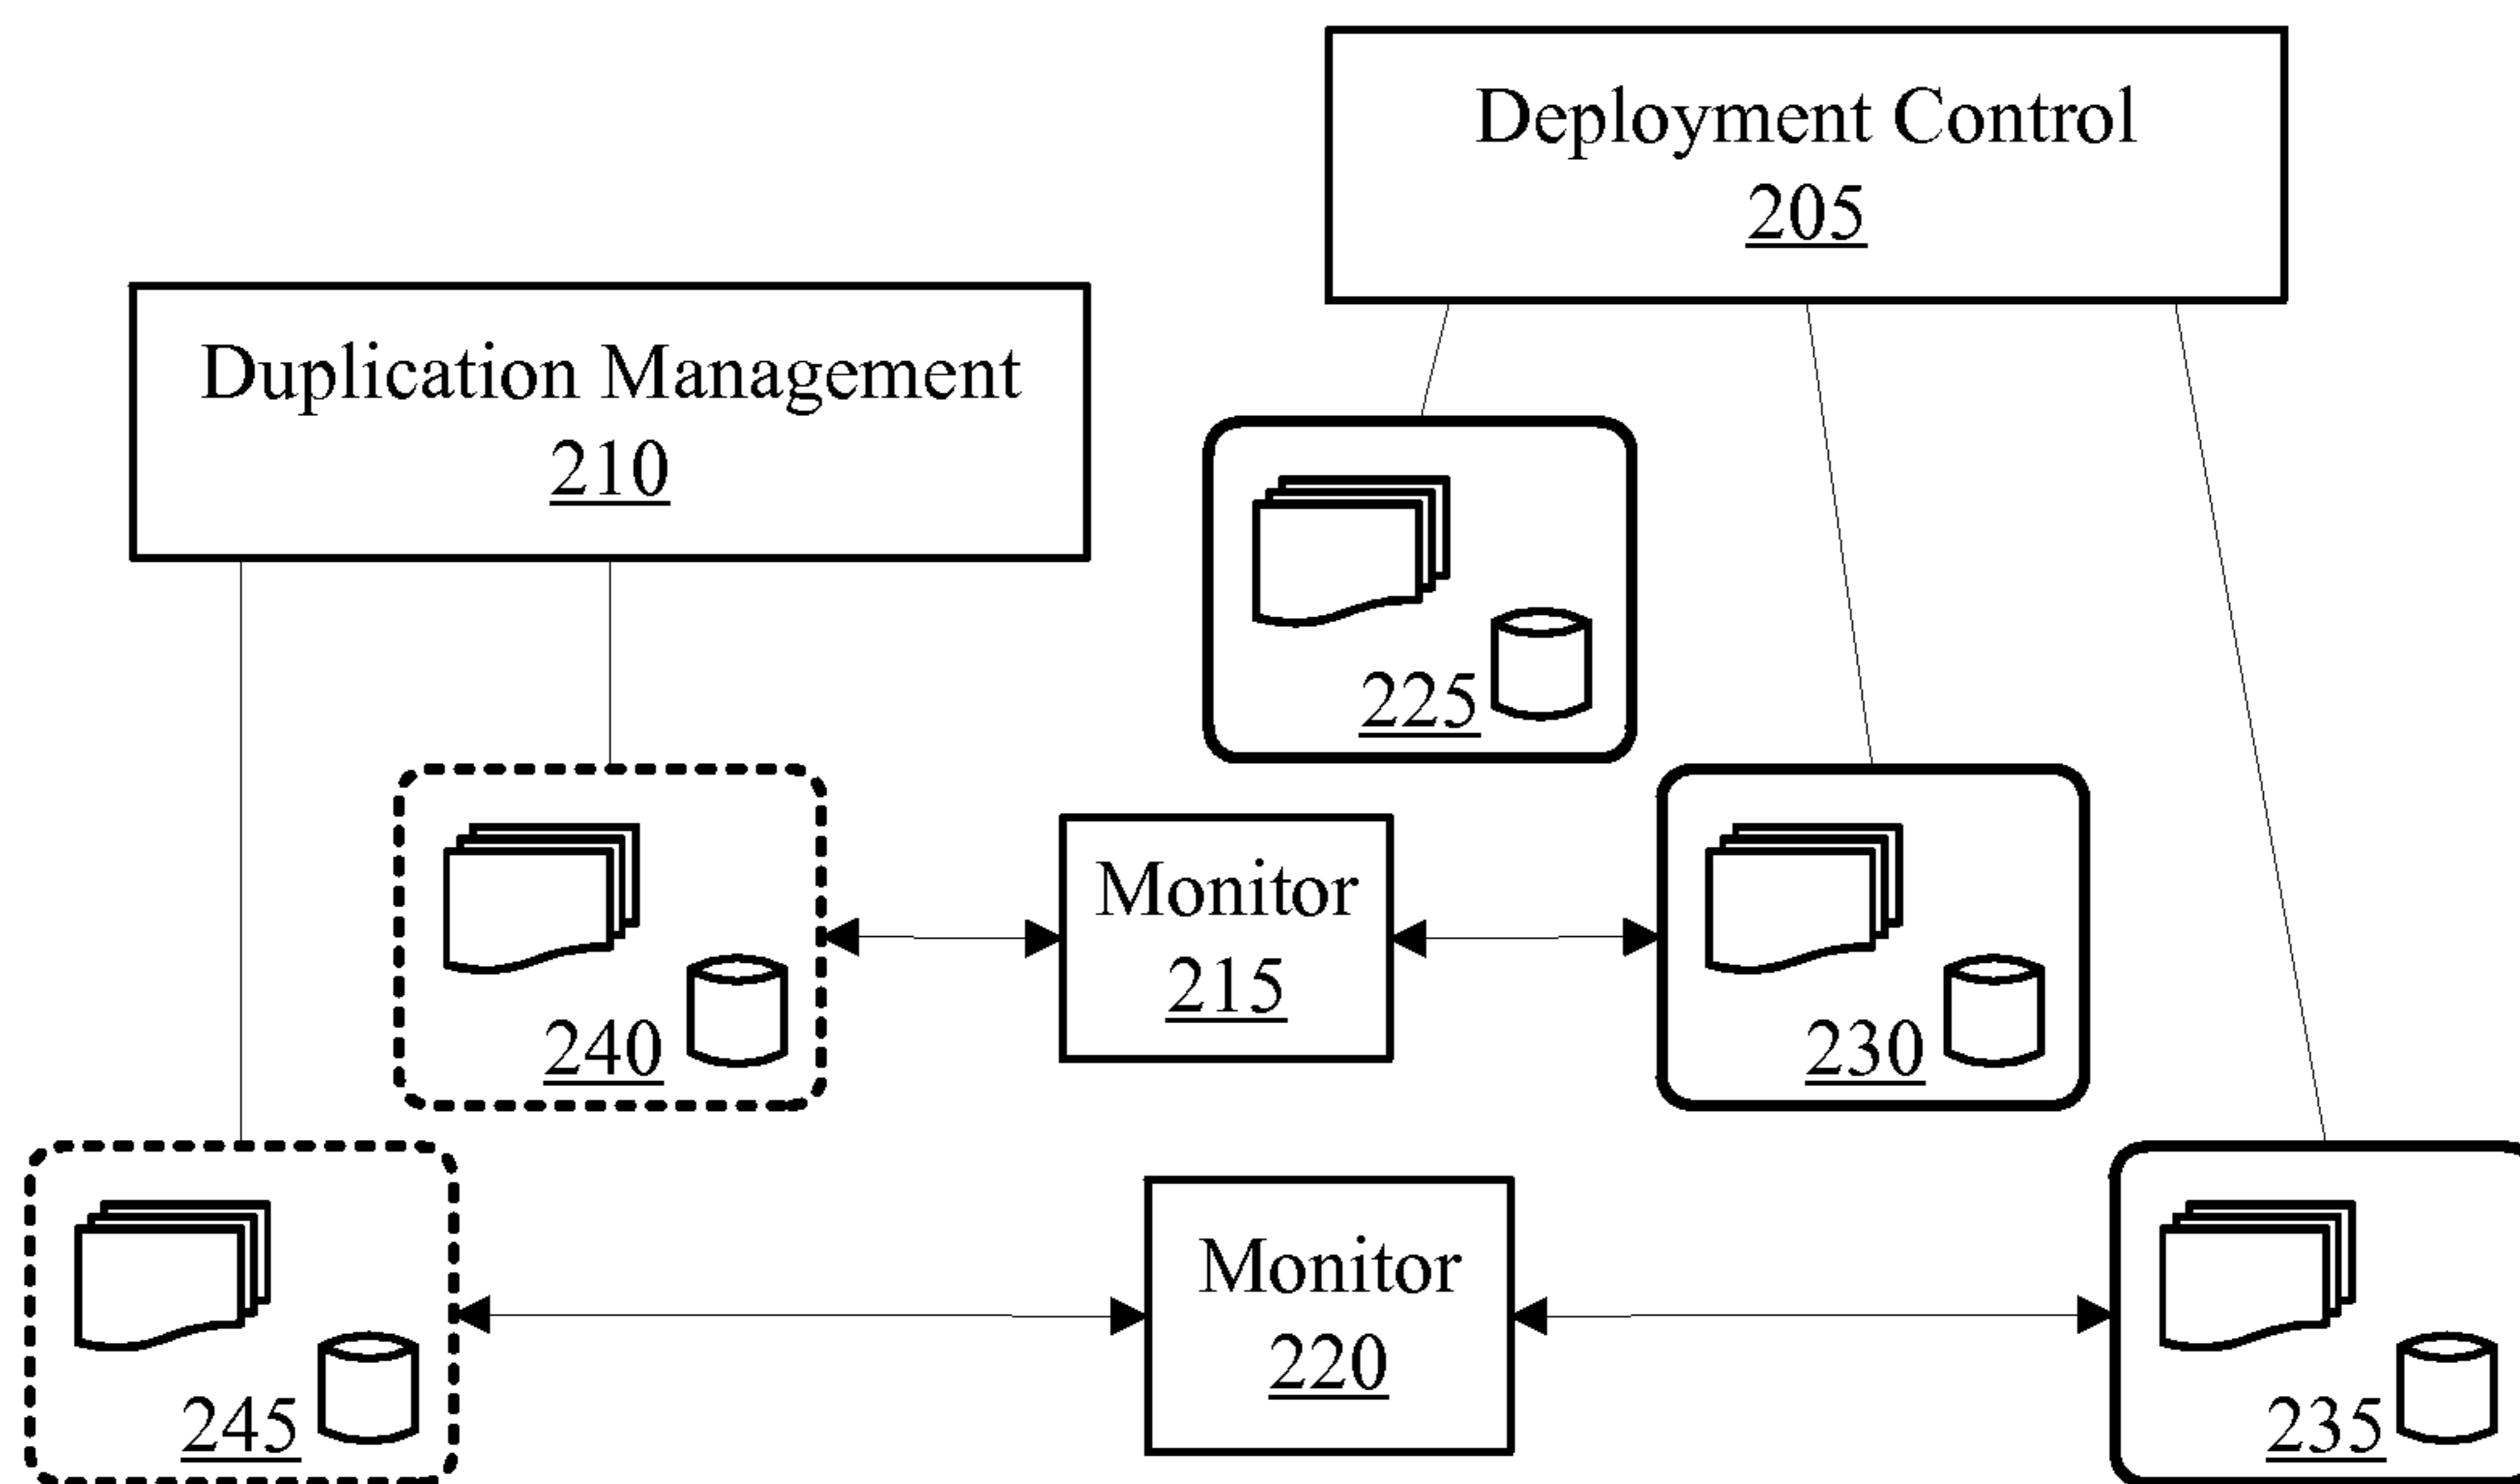 Deployment Control
205
Duplication Management
210
225
Monitor
215
240
230
Monitor
220
245
235